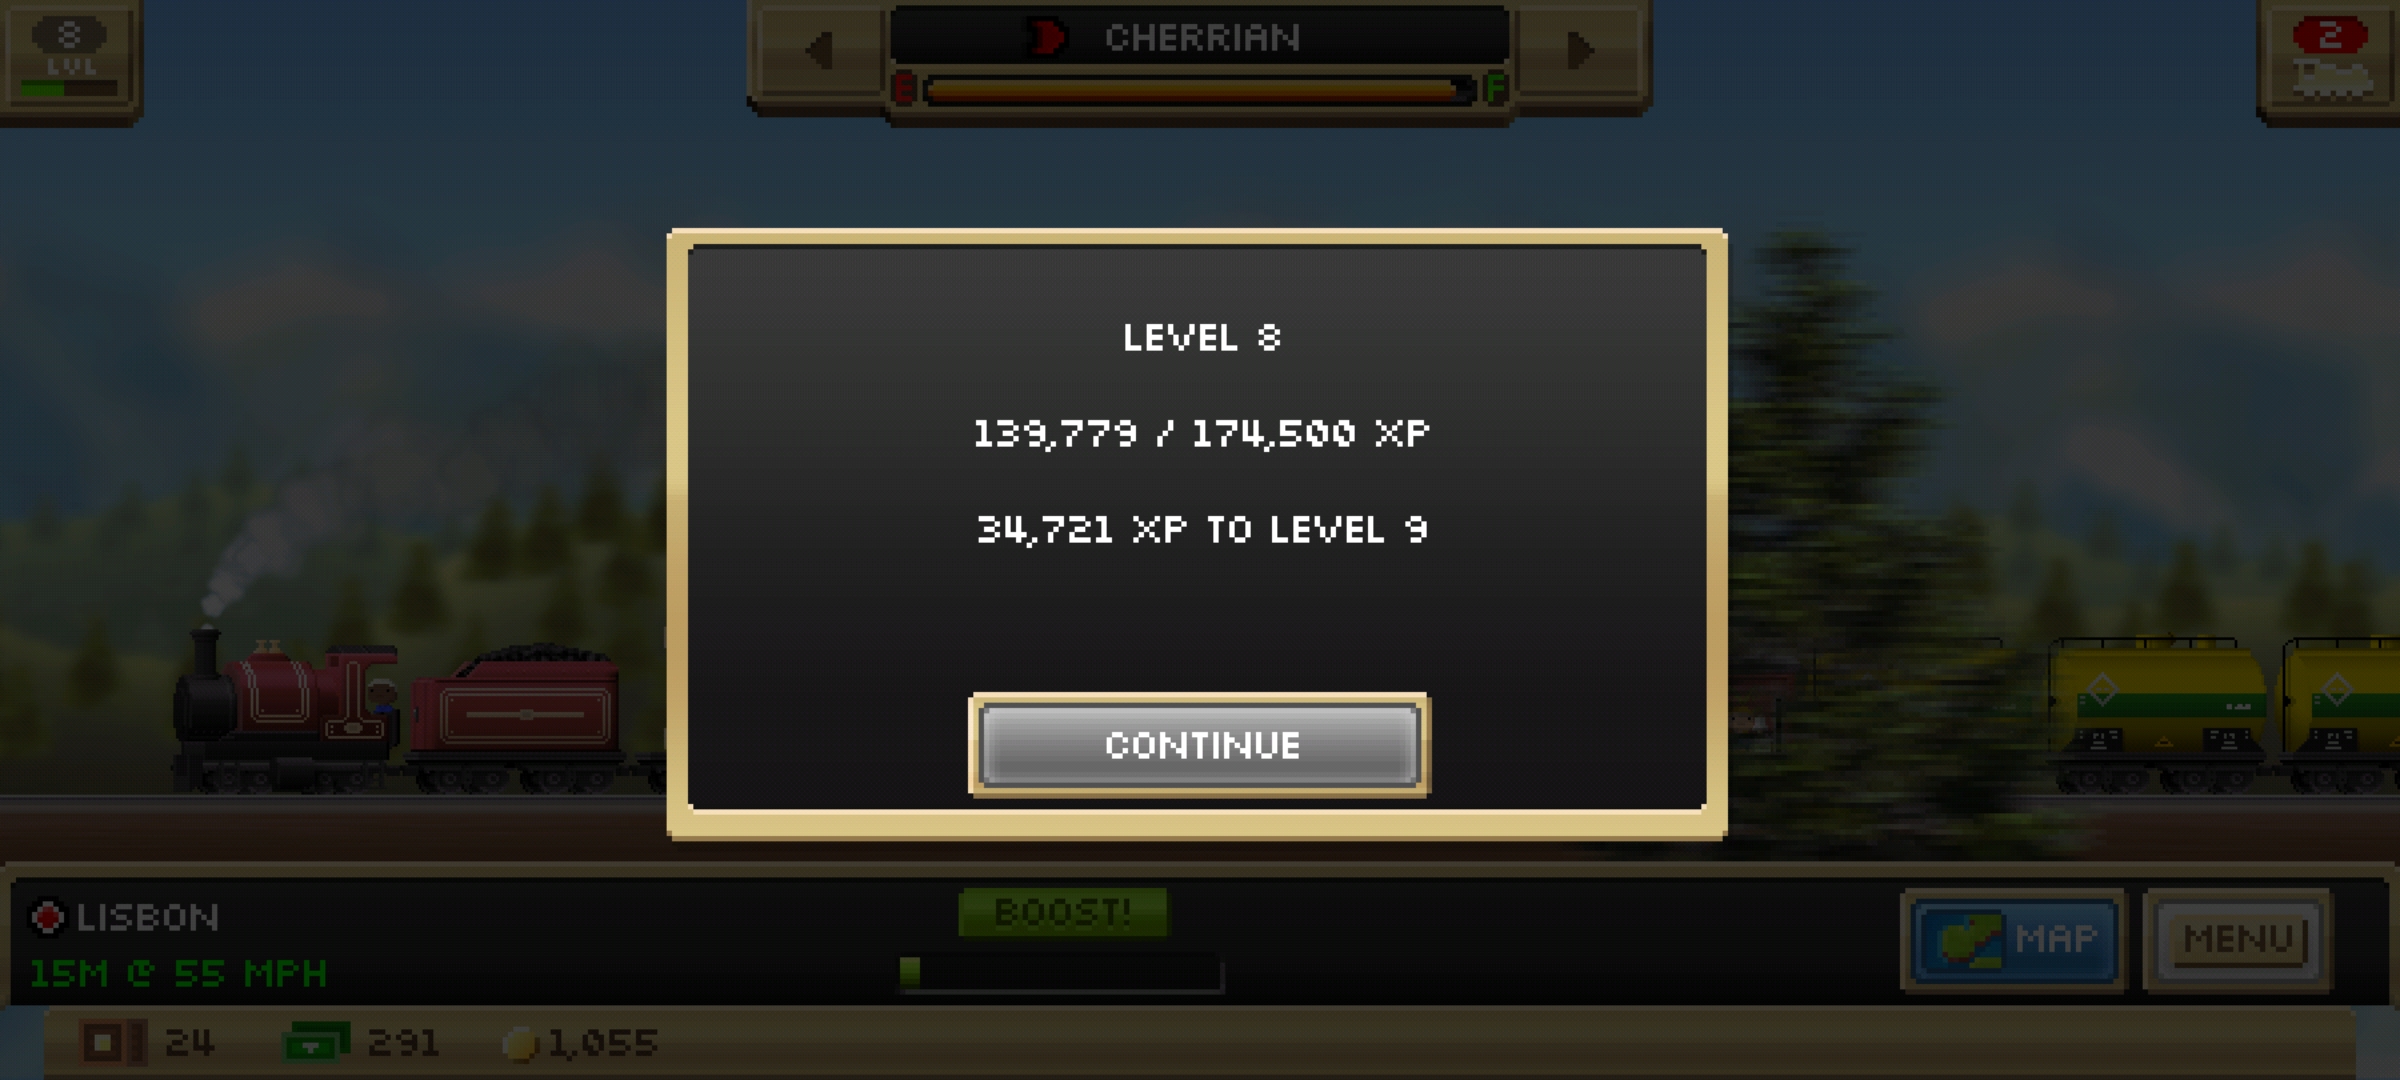 8
LVL
CHERRIAN
E F
2
LEVEL 8
139,779 / 174,500 XP
34,721 XP TO LEVEL 9
CONTINUE
LISBON
15M @ 55 MPH
BOOST!
MAP
MENU
24 291 1,055